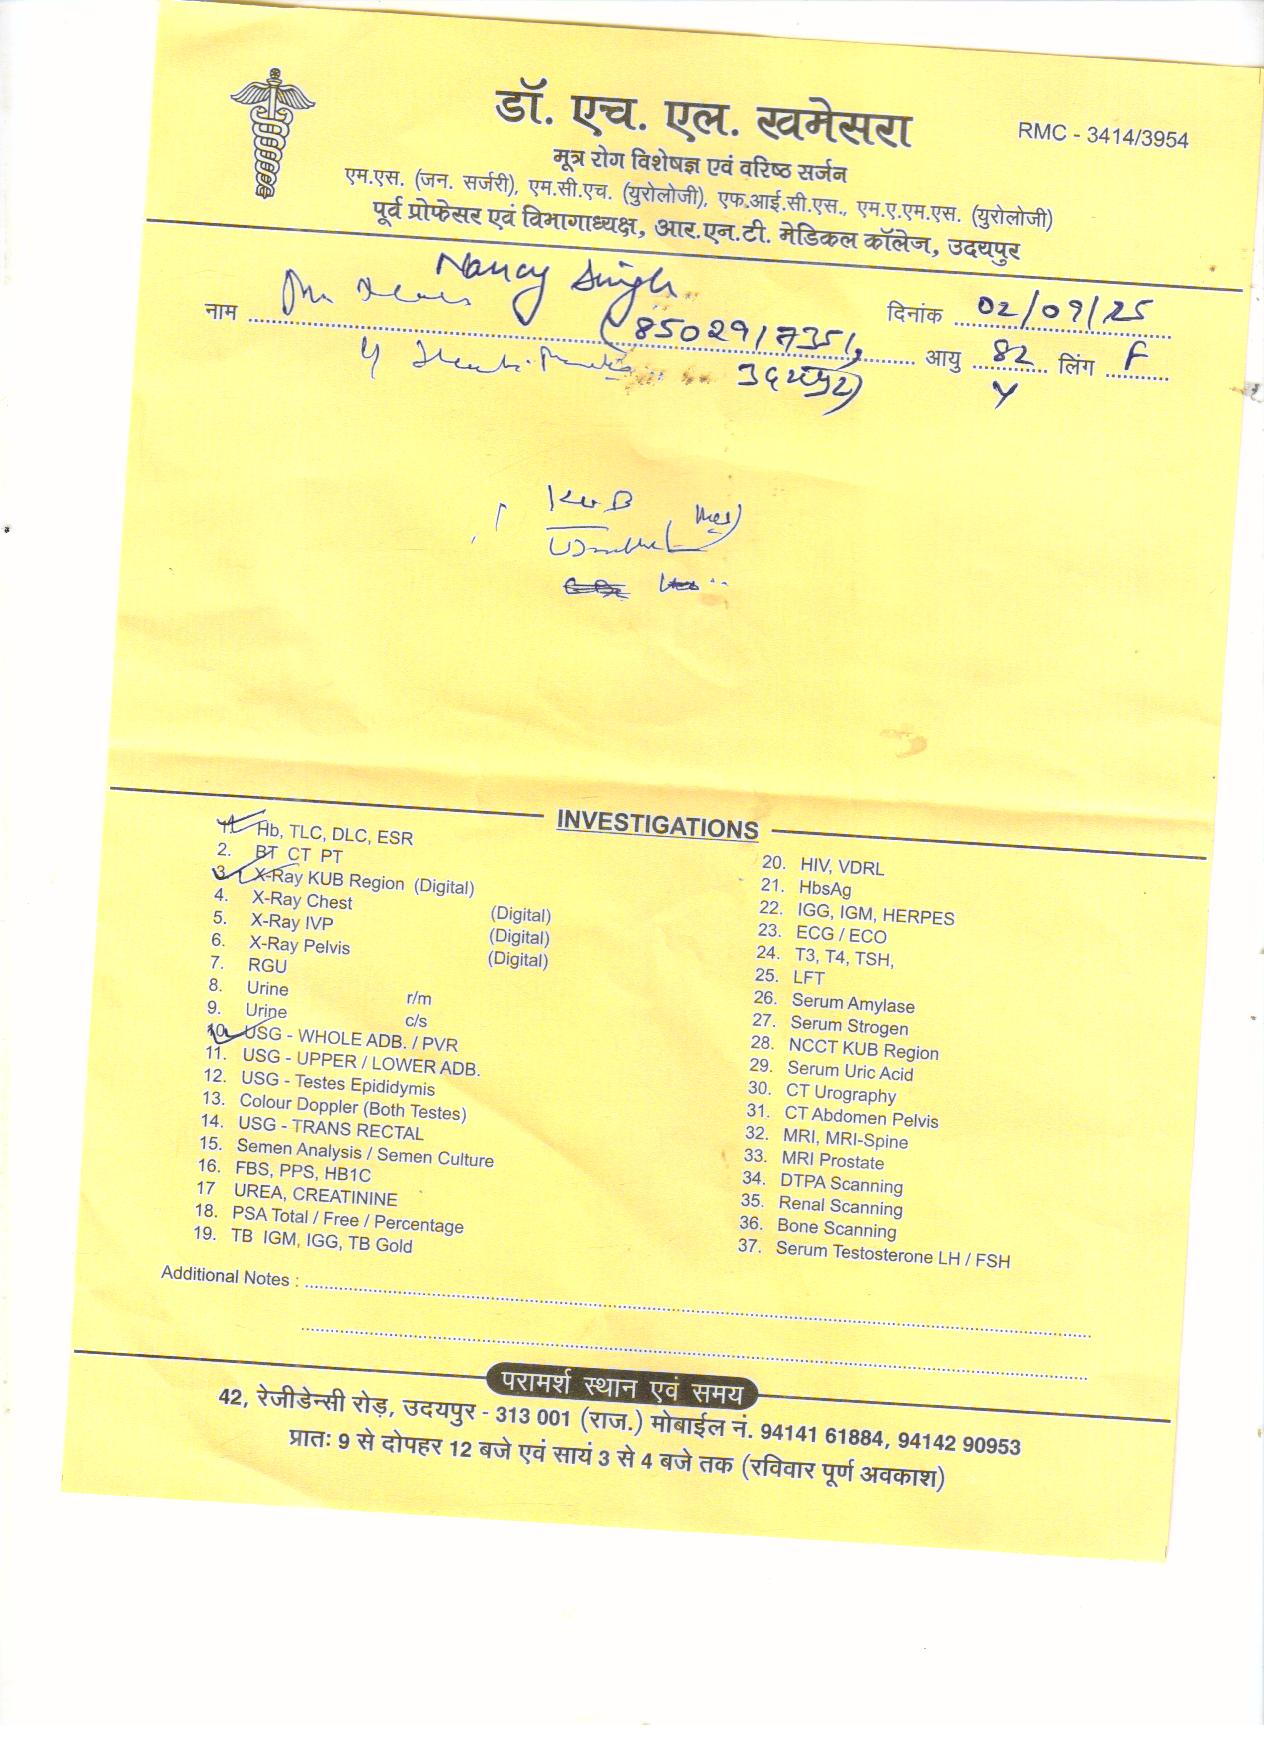 डॉ. एच. एल. खमेसरा
RMC - 3414/3954
मूत्र रोग विशेषज्ञ एवं वरिष्ठ सर्जन
एम.एस. (जन. सर्जरी), एम.सी.एच. (युरोलोजी), एफ.आई.सी.एस., एम.ए.एम.एस. (युरोलोजी)
पूर्व प्रोफेसर एवं विभागाध्यक्ष, आर.एन.टी. मेडिकल कॉलेज, उदयपुर
Nancy Singh
नाम
दिनांक 02/09/25
8502917351,
आयु 82 Y लिंग F
उदयपुर)
KUB
INVESTIGATIONS
1. Hb, TLC, DLC, ESR
2. BT CT PT
3. X-Ray KUB Region (Digital)
4. X-Ray Chest (Digital)
5. X-Ray IVP (Digital)
6. X-Ray Pelvis (Digital)
7. RGU
8. Urine r/m
9. Urine c/s
10. USG - WHOLE ADB. / PVR
11. USG - UPPER / LOWER ADB.
12. USG - Testes Epididymis
13. Colour Doppler (Both Testes)
14. USG - TRANS RECTAL
15. Semen Analysis / Semen Culture
16. FBS, PPS, HB1C
17 UREA, CREATININE
18. PSA Total / Free / Percentage
19. TB IGM, IGG, TB Gold
20. HIV, VDRL
21. HbsAg
22. IGG, IGM, HERPES
23. ECG / ECO
24. T3, T4, TSH,
25. LFT
26. Serum Amylase
27. Serum Strogen
28. NCCT KUB Region
29. Serum Uric Acid
30. CT Urography
31. CT Abdomen Pelvis
32. MRI, MRI-Spine
33. MRI Prostate
34. DTPA Scanning
35. Renal Scanning
36. Bone Scanning
37. Serum Testosterone LH / FSH
Additional Notes :
परामर्श स्थान एवं समय
42, रेजीडेन्सी रोड़, उदयपुर - 313 001 (राज.) मोबाईल नं. 94141 61884, 94142 90953
प्रातः 9 से दोपहर 12 बजे एवं सायं 3 से 4 बजे तक (रविवार पूर्ण अवकाश)